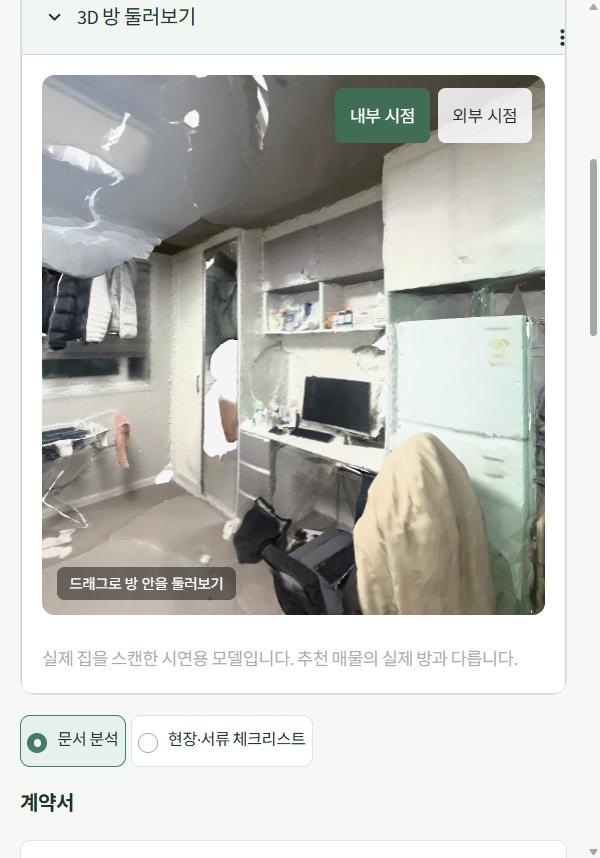 3D 방 둘러보기
내부 시점
외부 시점
드래그로 방 안을 둘러보기
실제 집을 스캔한 시연용 모델입니다. 추천 매물의 실제 방과 다릅니다.
문서 분석
현장·서류 체크리스트
계약서